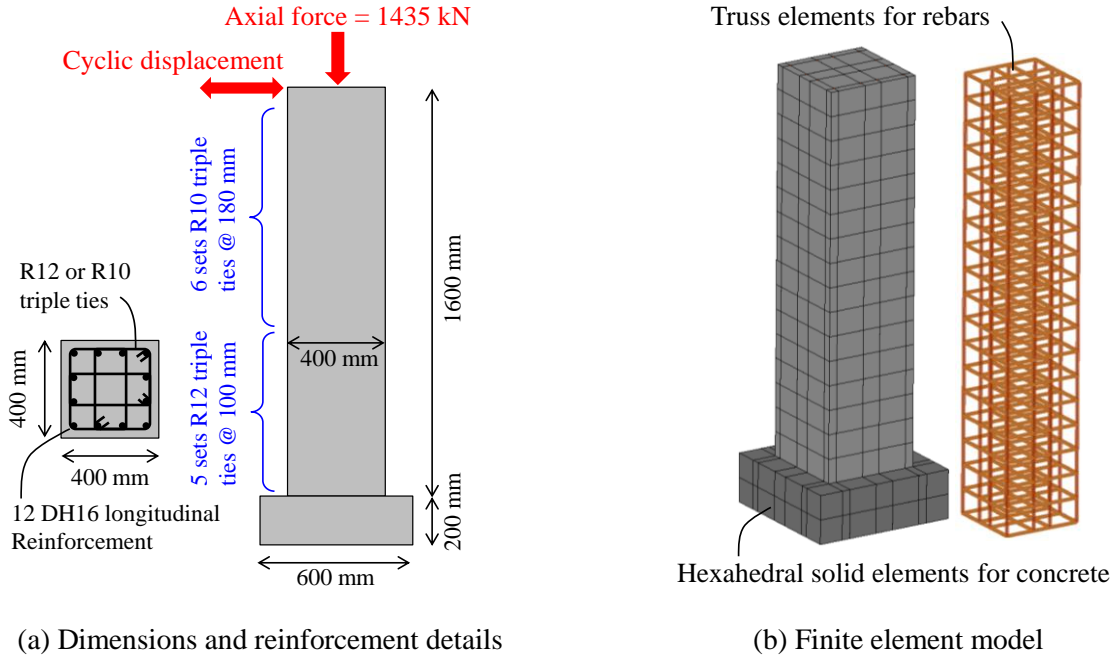 Axial force = 1435 kN
Cyclic displacement
6 sets R10 triple
ties @ 180 mm
5 sets R12 triple
ties @ 100 mm
1600 mm
400 mm
200 mm
600 mm
R12 or R10
triple ties
400 mm
400 mm
12 DH16 longitudinal
Reinforcement
(a) Dimensions and reinforcement details
Truss elements for rebars
Hexahedral solid elements for concrete
(b) Finite element model